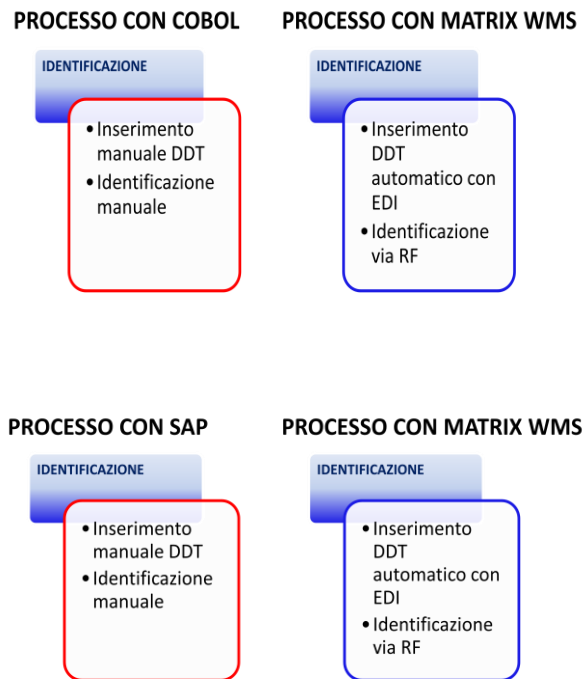 PROCESSO CON COBOL
PROCESSO CON MATRIX WMS
IDENTIFICAZIONE
• Inserimento
manuale DDT
• Identificazione
manuale
IDENTIFICAZIONE
• Inserimento
DDT
automatico con
EDI
• Identificazione
via RF
PROCESSO CON SAP
PROCESSO CON MATRIX WMS
IDENTIFICAZIONE
• Inserimento
manuale DDT
• Identificazione
manuale
IDENTIFICAZIONE
• Inserimento
DDT
automatico con
EDI
• Identificazione
via RF